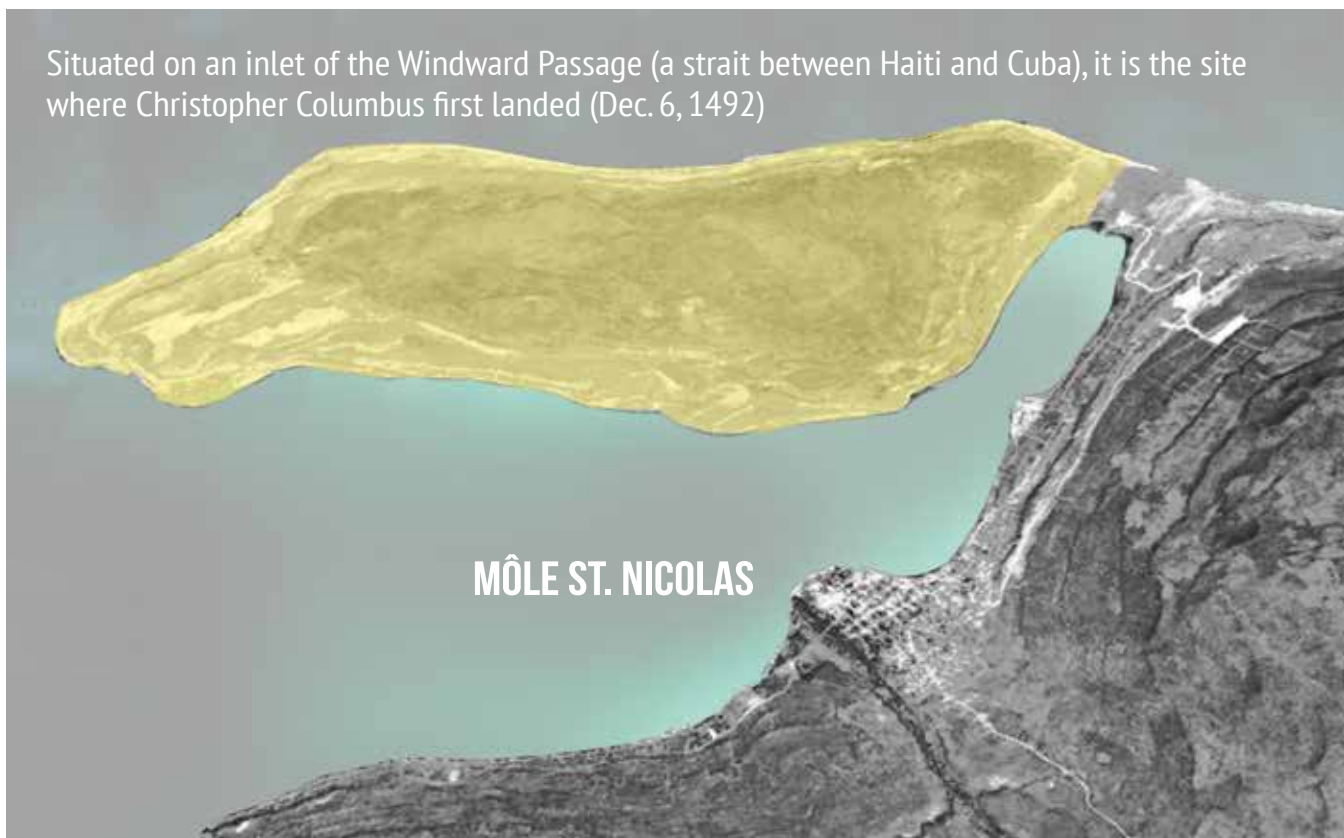 Situated on an inlet of the Windward Passage (a strait between Haiti and Cuba), it is the site
where Christopher Columbus first landed (Dec. 6, 1492)
MÔLE ST. NICOLAS